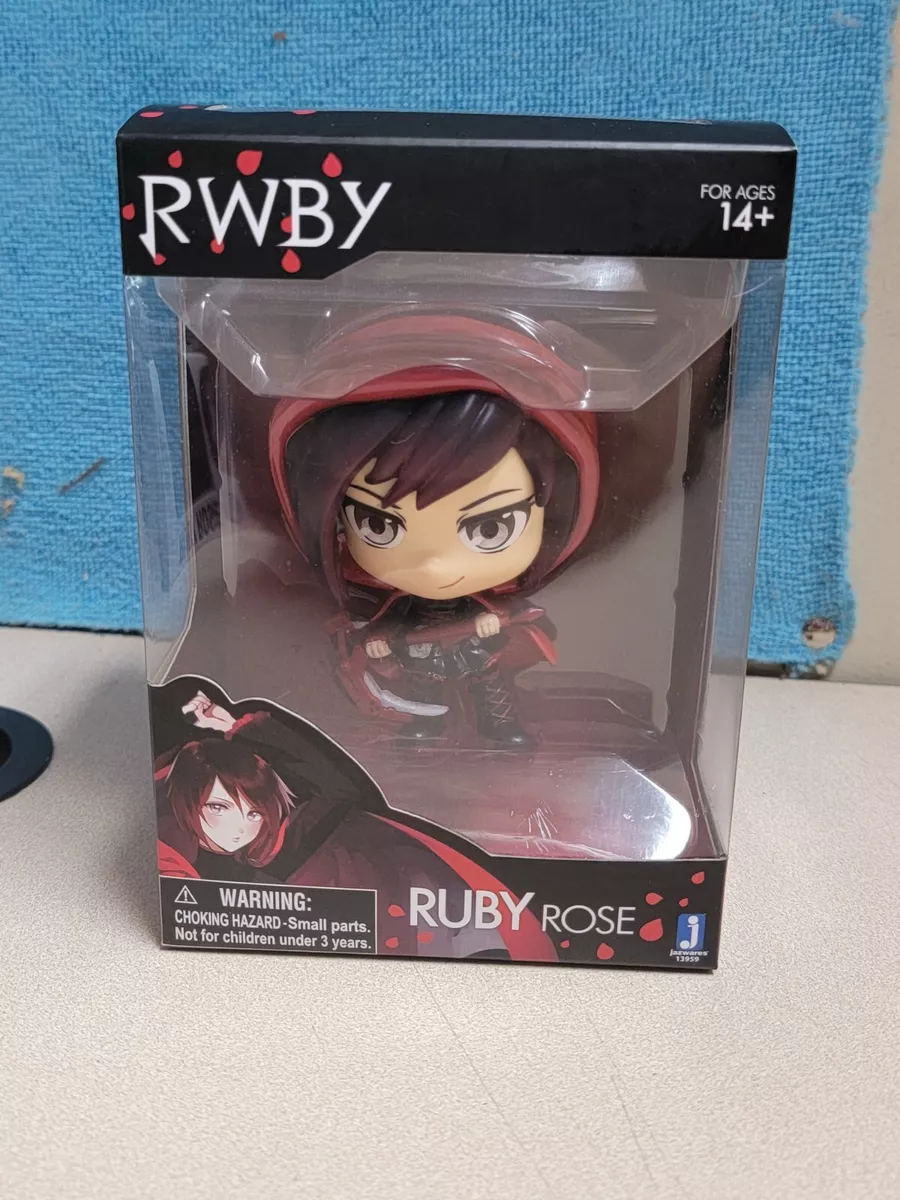 RWBY
FOR AGES
14+
⚠ WARNING:
CHOKING HAZARD-Small parts.
Not for children under 3 years.
RUBY ROSE
j
jazwares
13959